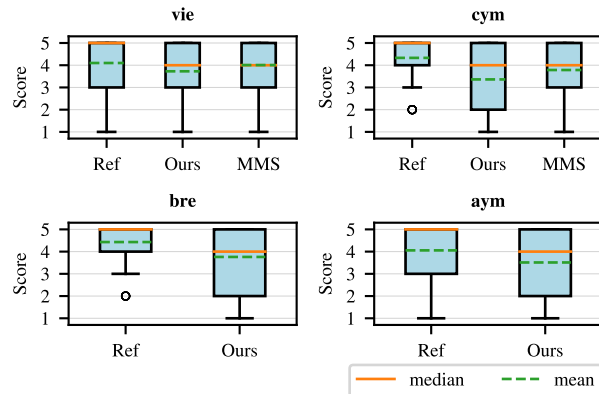 vie
cym
5
4
3
2
1
Score
Ref
Ours
MMS
5
4
3
2
1
Score
Ref
Ours
MMS
bre
aym
5
4
3
2
1
Score
Ref
Ours
5
4
3
2
1
Score
Ref
Ours
median
mean